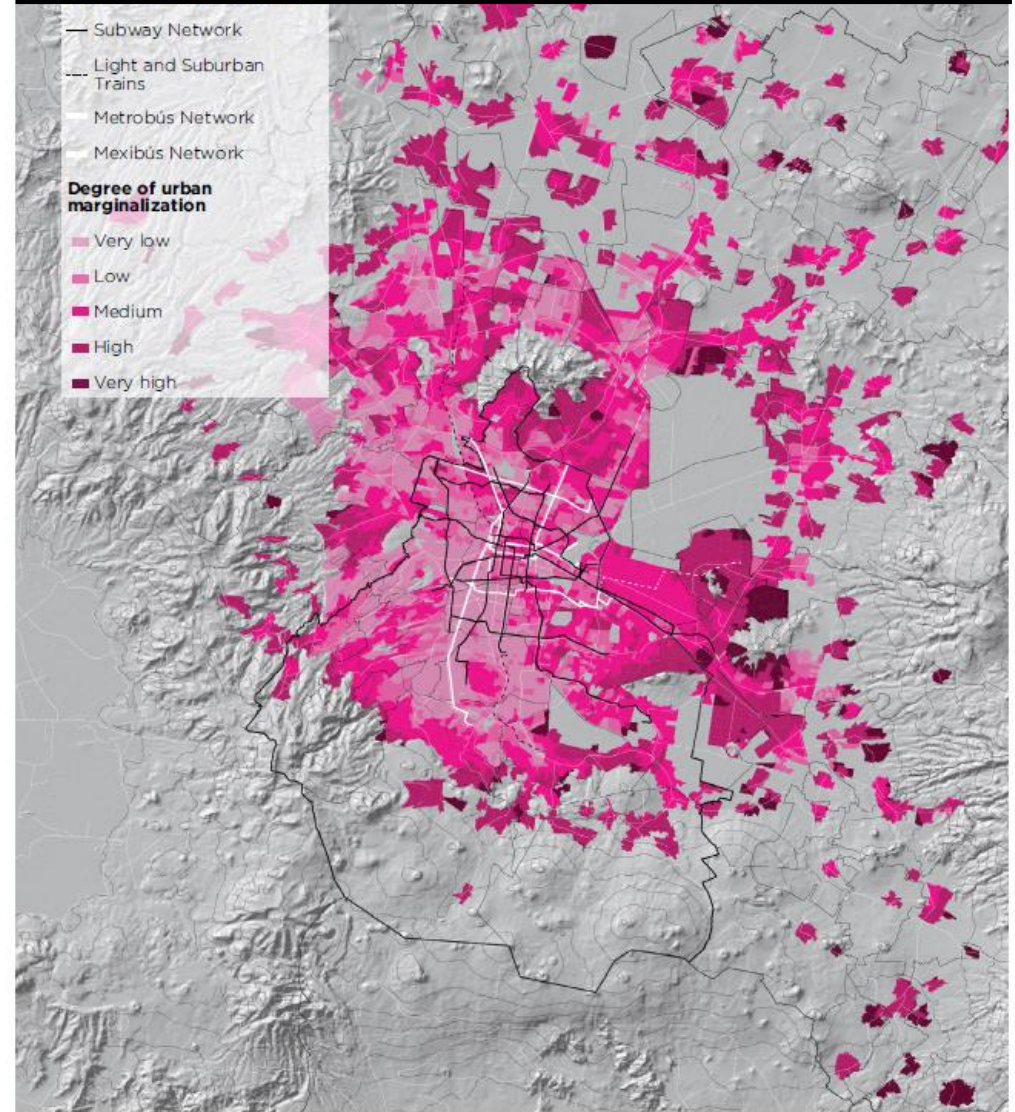 Subway Network
Light and Suburban
Trains
Metrobús Network
Mexibús Network
Degree of urban
marginalization
Very low
Low
Medium
High
Very high